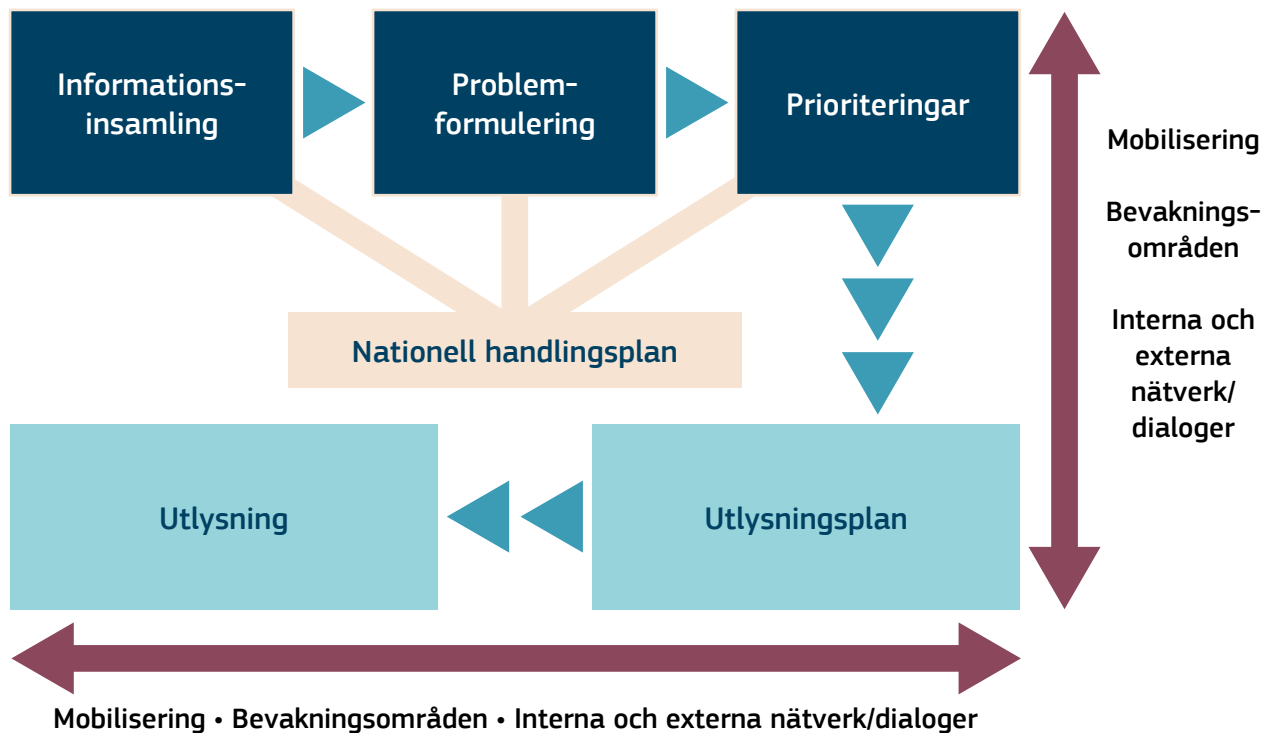 Informations-
insamling
Problem-
formulering
Prioriteringar
Mobilisering
Bevaknings-
områden
Interna och
externa
nätverk/
dialoger
Nationell handlingsplan
Utlysning
Utlysningsplan
Mobilisering • Bevakningsområden • Interna och externa nätverk/dialoger